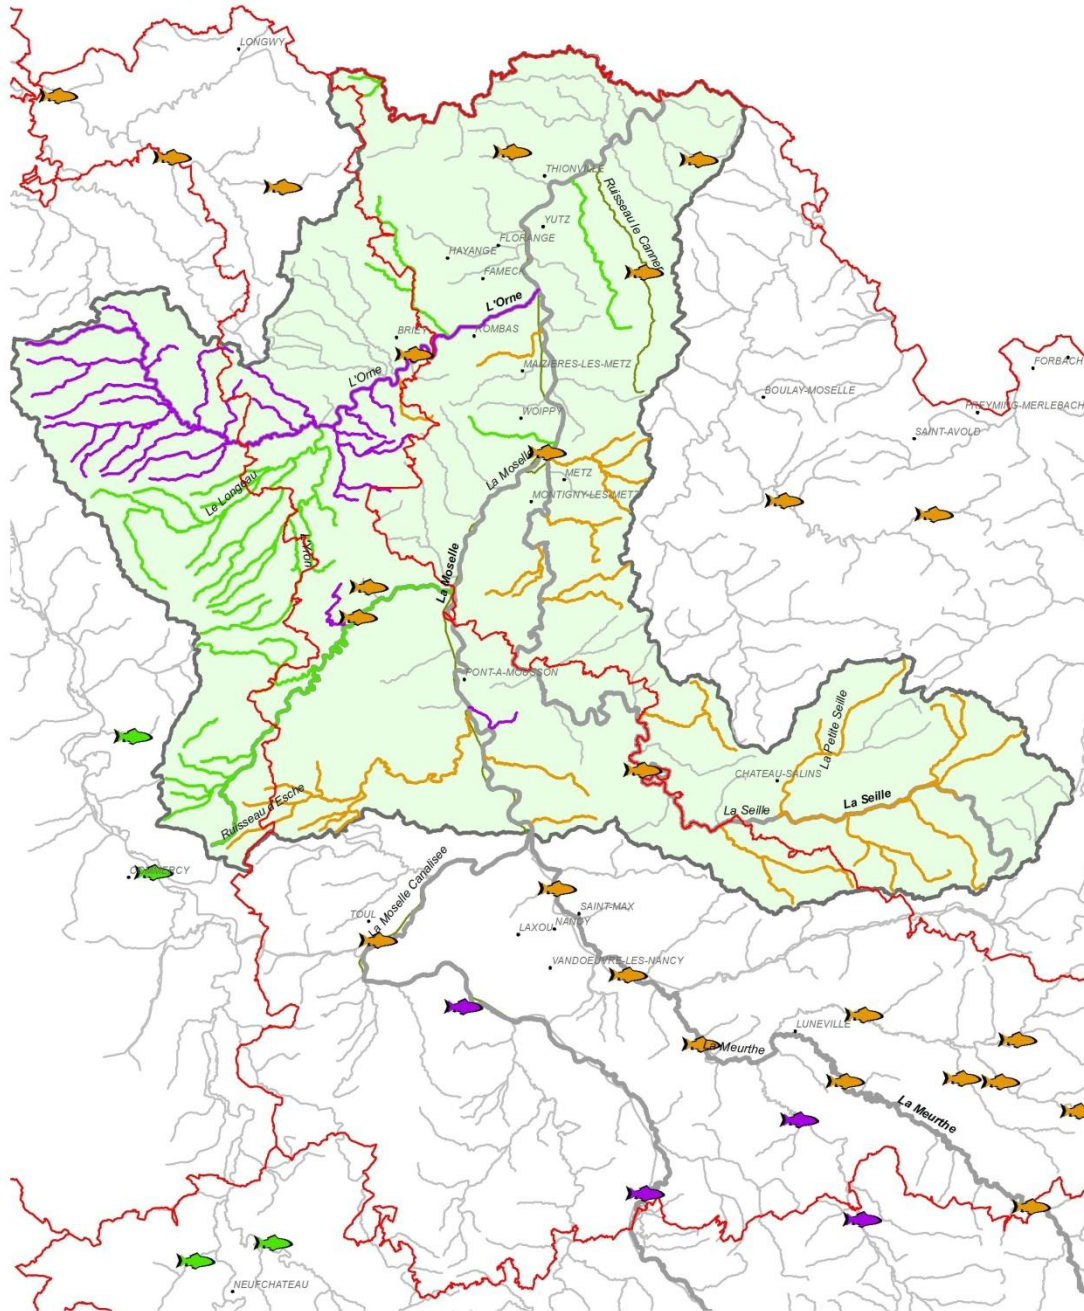 LONGWY
THIONVILLE
Ruisseau le Canner
YUTZ
FLORANGE
HAYANGE
FAMECK
L'Orne
ROMBAS
BRIEY
L'Orne
MAIZIERES-LES-METZ
FORBACH
BOULAY-MOSELLE
FREYMING-MERLEBACH
WOIPPY
SAINT-AVOLD
La Moselle
METZ
MONTIGNY-LES-METZ
Le Longeau
L'Yron
La Moselle
PONT-A-MOUSSON
La Petite Seille
CHATEAU-SALINS
La Seille
La Seille
Ruisseau d'Esche
COMMERCY
La Moselle Canalisee
TOUL
SAINT-MAX
NANCY
LAXOU
VANDOEUVRE-LES-NANCY
LUNEVILLE
La Meurthe
La Meurthe
NEUFCHATEAU